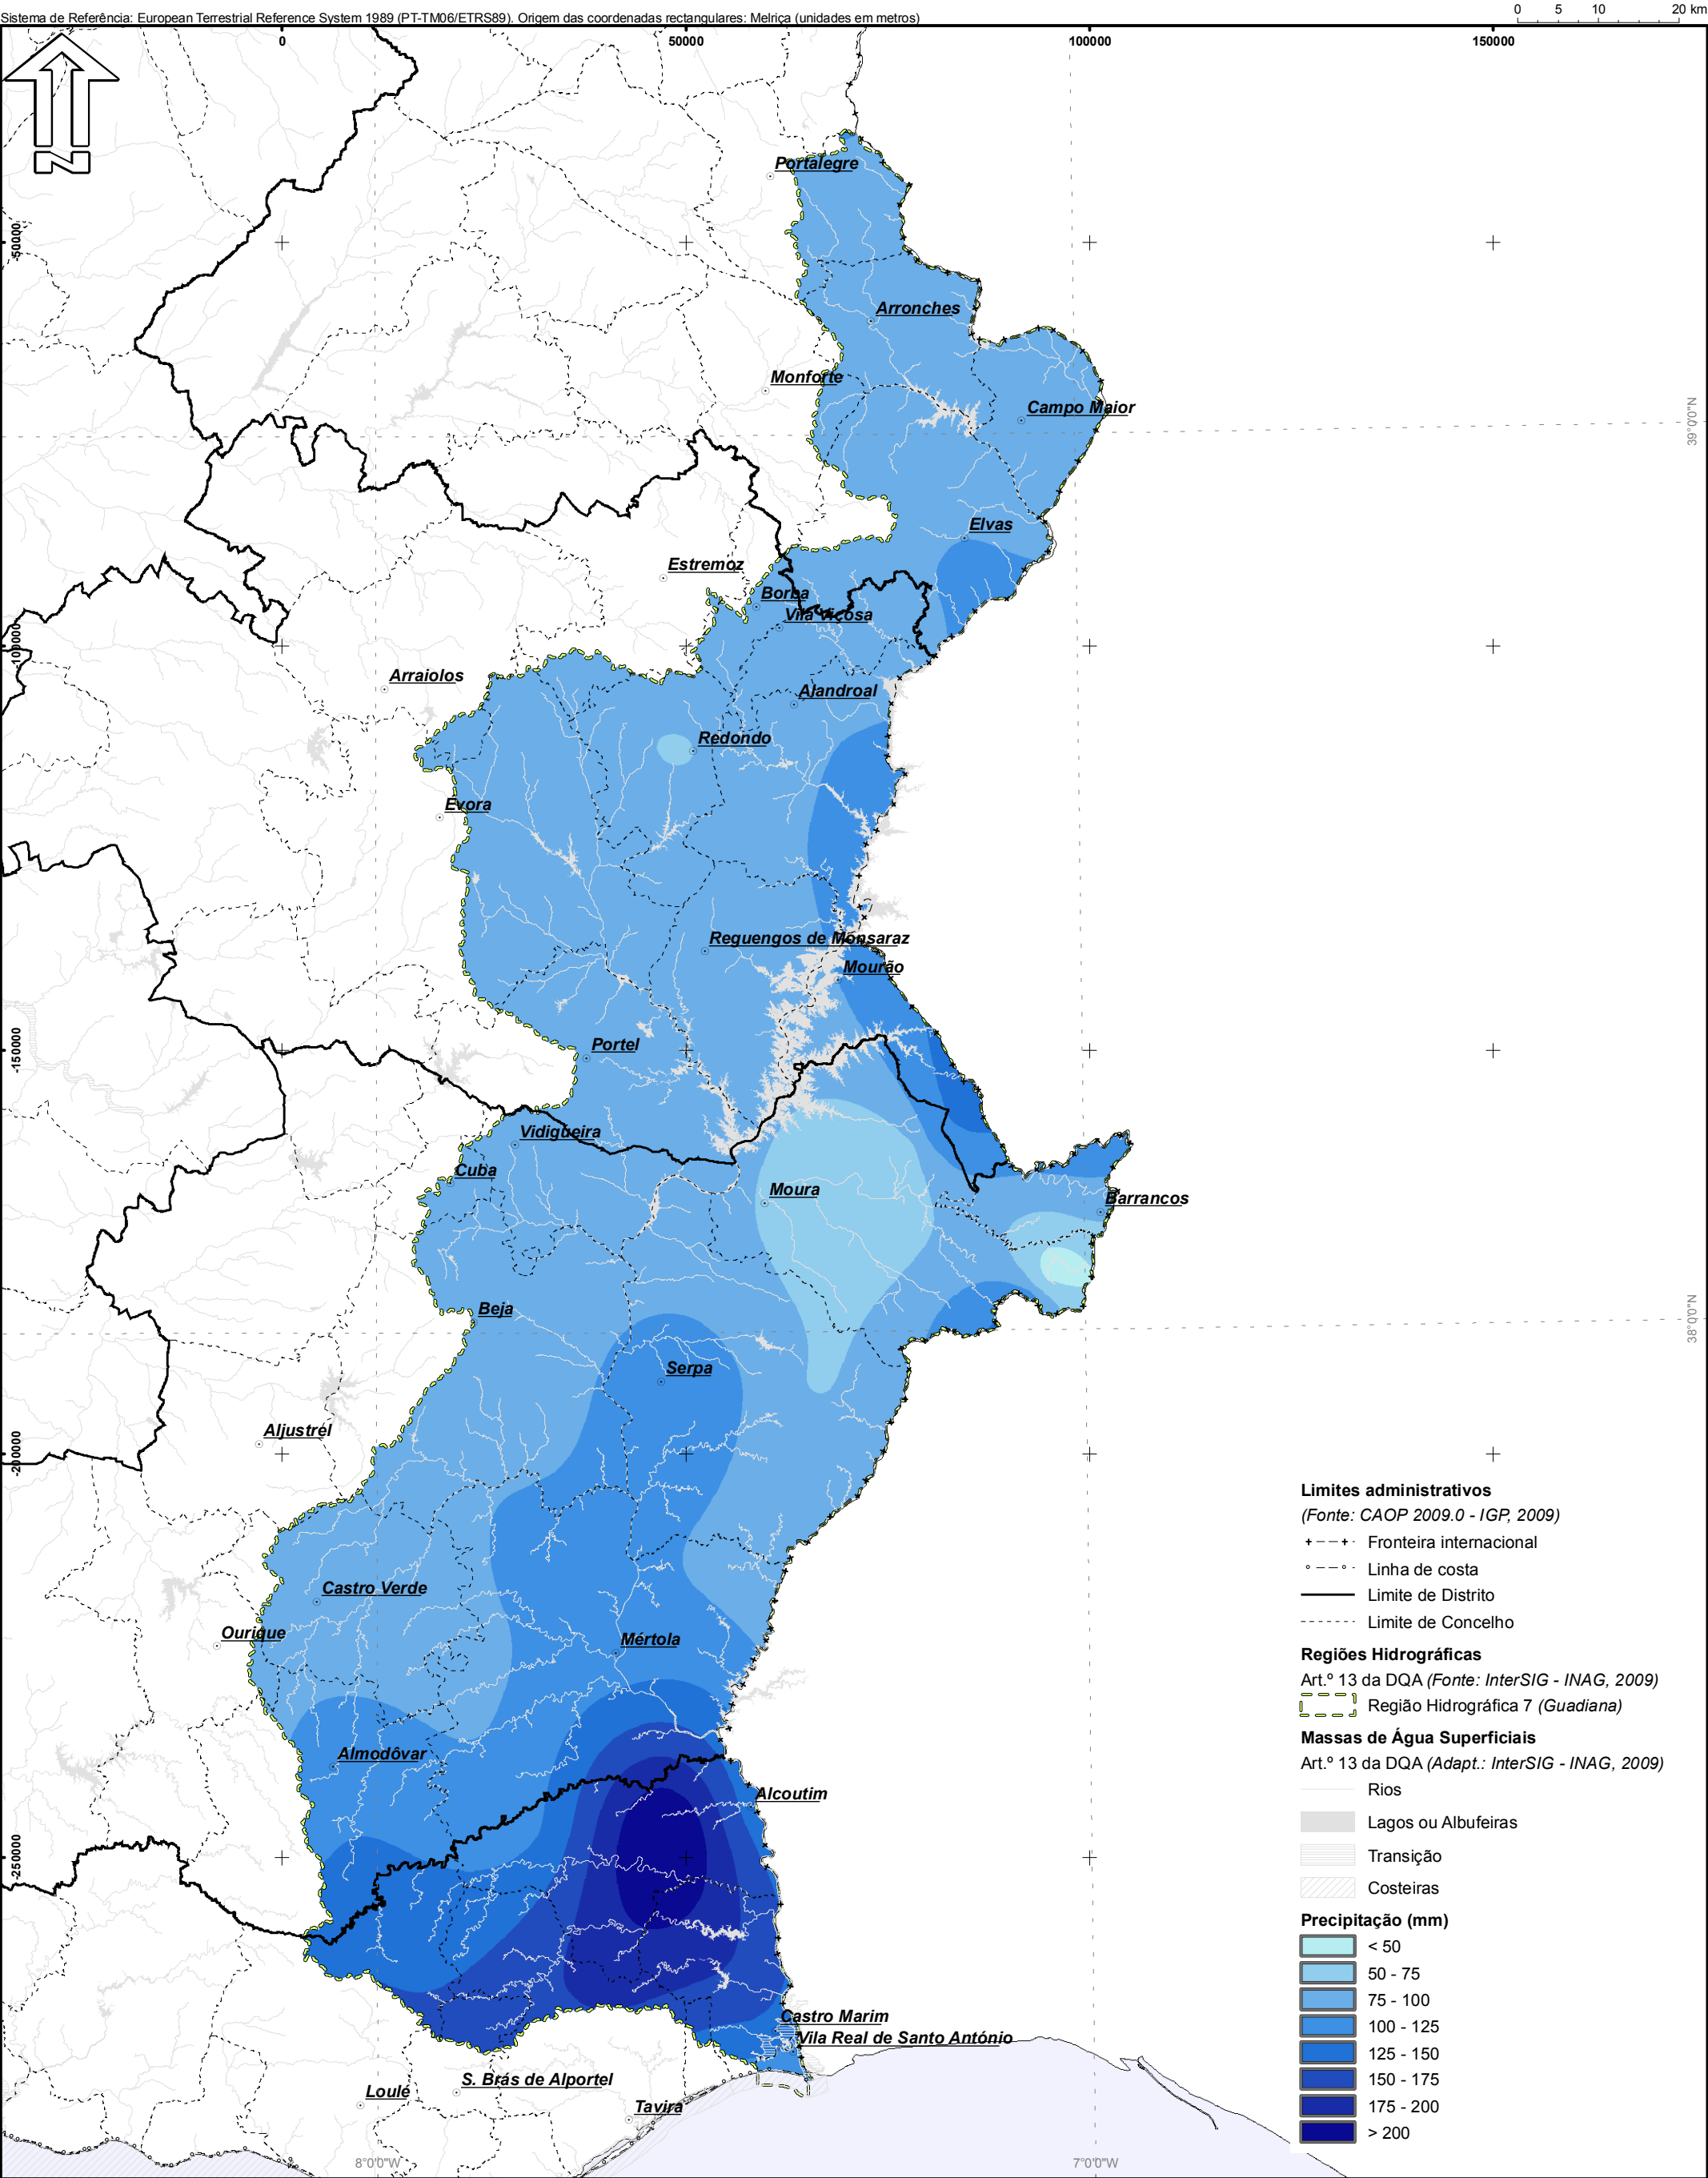 Sistema de Referência: European Terrestrial Reference System 1989 (PT-TM06/ETRS89). Origem das coordenadas rectangulares: Melriça (unidades em metros)
0 5 10 20 km
0 50000 100000 150000
N
-50000
Portalegre
Arronches
Monforte
Campo Maior
39°0'0"N
Elvas
Estremoz
Borba
Vila Viçosa
-100000
Arraiolos
Alandroal
Redondo
Évora
Reguengos de Monsaraz
Mourão
-150000
Portel
Vidigueira
Cuba
Moura
Barrancos
Beja
38°0'0"N
Serpa
Aljustrel
-200000
Castro Verde
Ourique
Mértola
Almodôvar
Alcoutim
-250000
Castro Marim
Vila Real de Santo António
S. Brás de Alportel
Loulé
Tavira
8°0'0"W
7°0'0"W
Limites administrativos
(Fonte: CAOP 2009.0 - IGP, 2009)
Fronteira internacional
Linha de costa
Limite de Distrito
Limite de Concelho
Regiões Hidrográficas
Art.º 13 da DQA (Fonte: InterSIG - INAG, 2009)
Região Hidrográfica 7 (Guadiana)
Massas de Água Superficiais
Art.º 13 da DQA (Adapt.: InterSIG - INAG, 2009)
Rios
Lagos ou Albufeiras
Transição
Costeiras
Precipitação (mm)
< 50
50 - 75
75 - 100
100 - 125
125 - 150
150 - 175
175 - 200
> 200